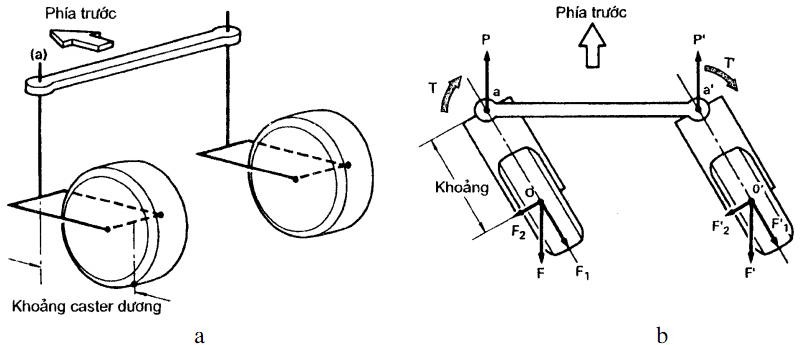 Phía trước
(a)
Khoảng caster dương
a
Phía trước
P
P'
T
T'
a
a'
Khoảng
O
O'
F₂
F
F₁
F'₂
F'
F'₁
b